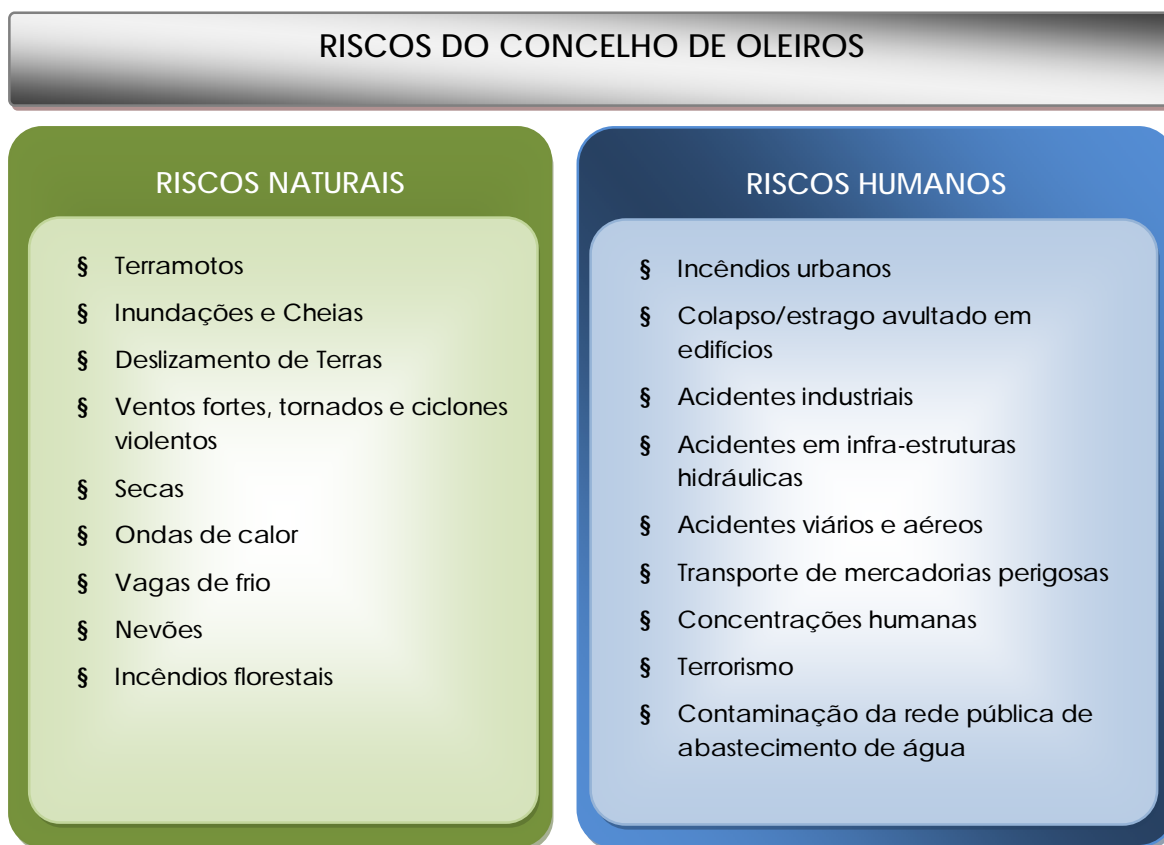 RISCOS DO CONCELHO DE OLEIROS
RISCOS NATURAIS
§ Terramotos
§ Inundações e Cheias
§ Deslizamento de Terras
§ Ventos fortes, tornados e ciclones
violentos
§ Secas
§ Ondas de calor
§ Vagas de frio
§ Nevões
§ Incêndios florestais
RISCOS HUMANOS
§ Incêndios urbanos
§ Colapso/estrago avultado em
edifícios
§ Acidentes industriais
§ Acidentes em infra-estruturas
hidráulicas
§ Acidentes viários e aéreos
§ Transporte de mercadorias perigosas
§ Concentrações humanas
§ Terrorismo
§ Contaminação da rede pública de
abastecimento de água